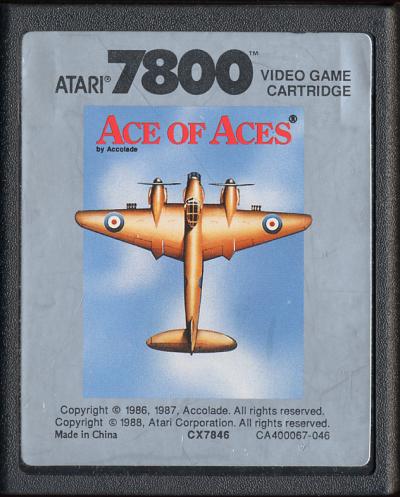 ATARI® 7800™ VIDEO GAME
CARTRIDGE
ACE OF ACES®
by Accolade
Copyright © 1986, 1987, Accolade. All rights reserved.
Copyright © 1988, Atari Corporation. All rights reserved.
Made in China CX7846 CA400067-046